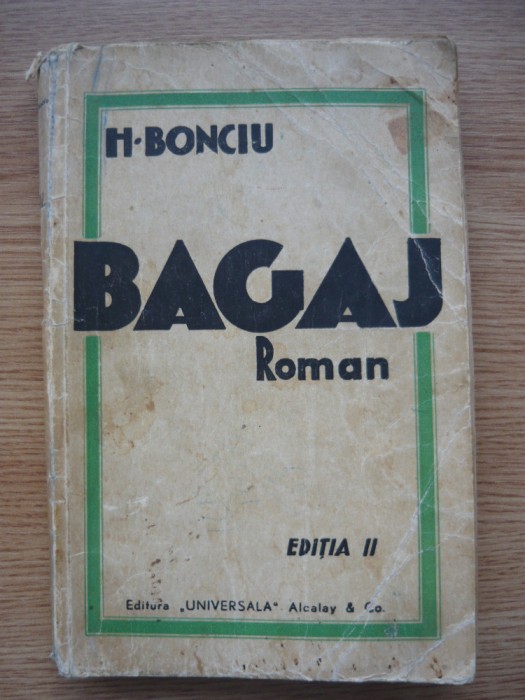 H·BONCIU
BAGAJ
Roman
EDIȚIA II
Editura „UNIVERSALA“ Alcalay & Co.